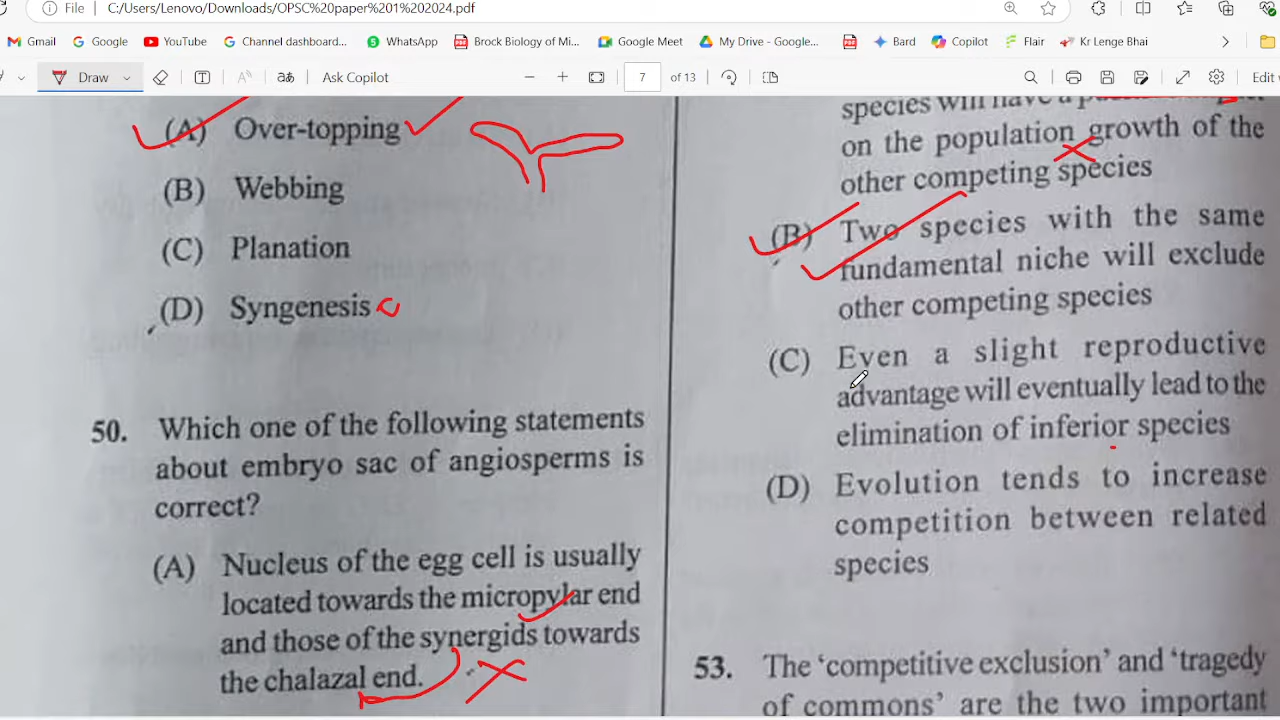 File C:/Users/Lenovo/Downloads/OPSC%20paper%201%202024.pdf
Gmail Google YouTube Channel dashboard... WhatsApp Brock Biology of Mi... Google Meet My Drive - Google... Bard Copilot Flair Kr Lenge Bhai
Draw Ask Copilot 7 of 13 Edit
(A) Over-topping
(B) Webbing
(C) Planation
(D) Syngenesis
50. Which one of the following statements
about embryo sac of angiosperms is
correct?
(A) Nucleus of the egg cell is usually
located towards the micropylar end
and those of the synergids towards
the chalazal end.
species will have a
on the population growth of the
other competing species
(B) Two species with the same
fundamental niche will exclude
other competing species
(C) Even a slight reproductive
advantage will eventually lead to the
elimination of inferior species
(D) Evolution tends to increase
competition between related
species
53. The ‘competitive exclusion’ and ‘tragedy
of commons’ are the two important